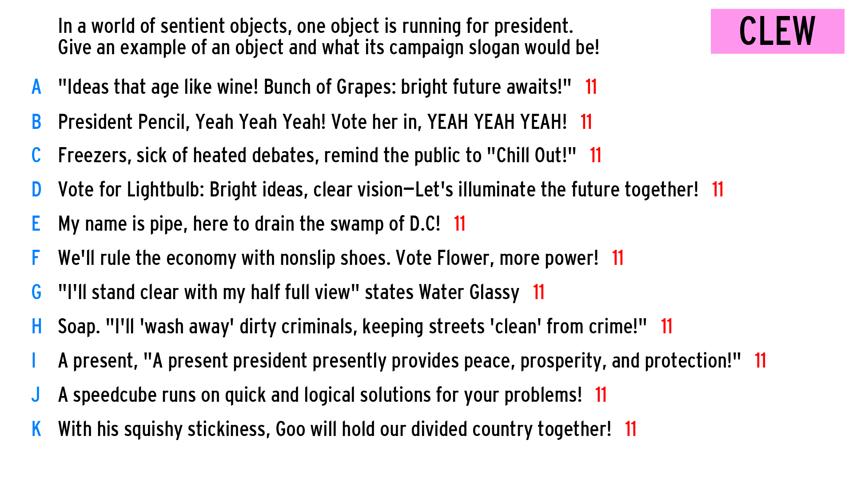 In a world of sentient objects, one object is running for president.
Give an example of an object and what its campaign slogan would be!
CLEW
A "Ideas that age like wine! Bunch of Grapes: bright future awaits!" 11
B President Pencil, Yeah Yeah Yeah! Vote her in, YEAH YEAH YEAH! 11
C Freezers, sick of heated debates, remind the public to "Chill Out!" 11
D Vote for Lightbulb: Bright ideas, clear vision—Let's illuminate the future together! 11
E My name is pipe, here to drain the swamp of D.C! 11
F We'll rule the economy with nonslip shoes. Vote Flower, more power! 11
G "I'll stand clear with my half full view" states Water Glassy 11
H Soap. "I'll 'wash away' dirty criminals, keeping streets 'clean' from crime!" 11
I A present, "A present president presently provides peace, prosperity, and protection!" 11
J A speedcube runs on quick and logical solutions for your problems! 11
K With his squishy stickiness, Goo will hold our divided country together! 11